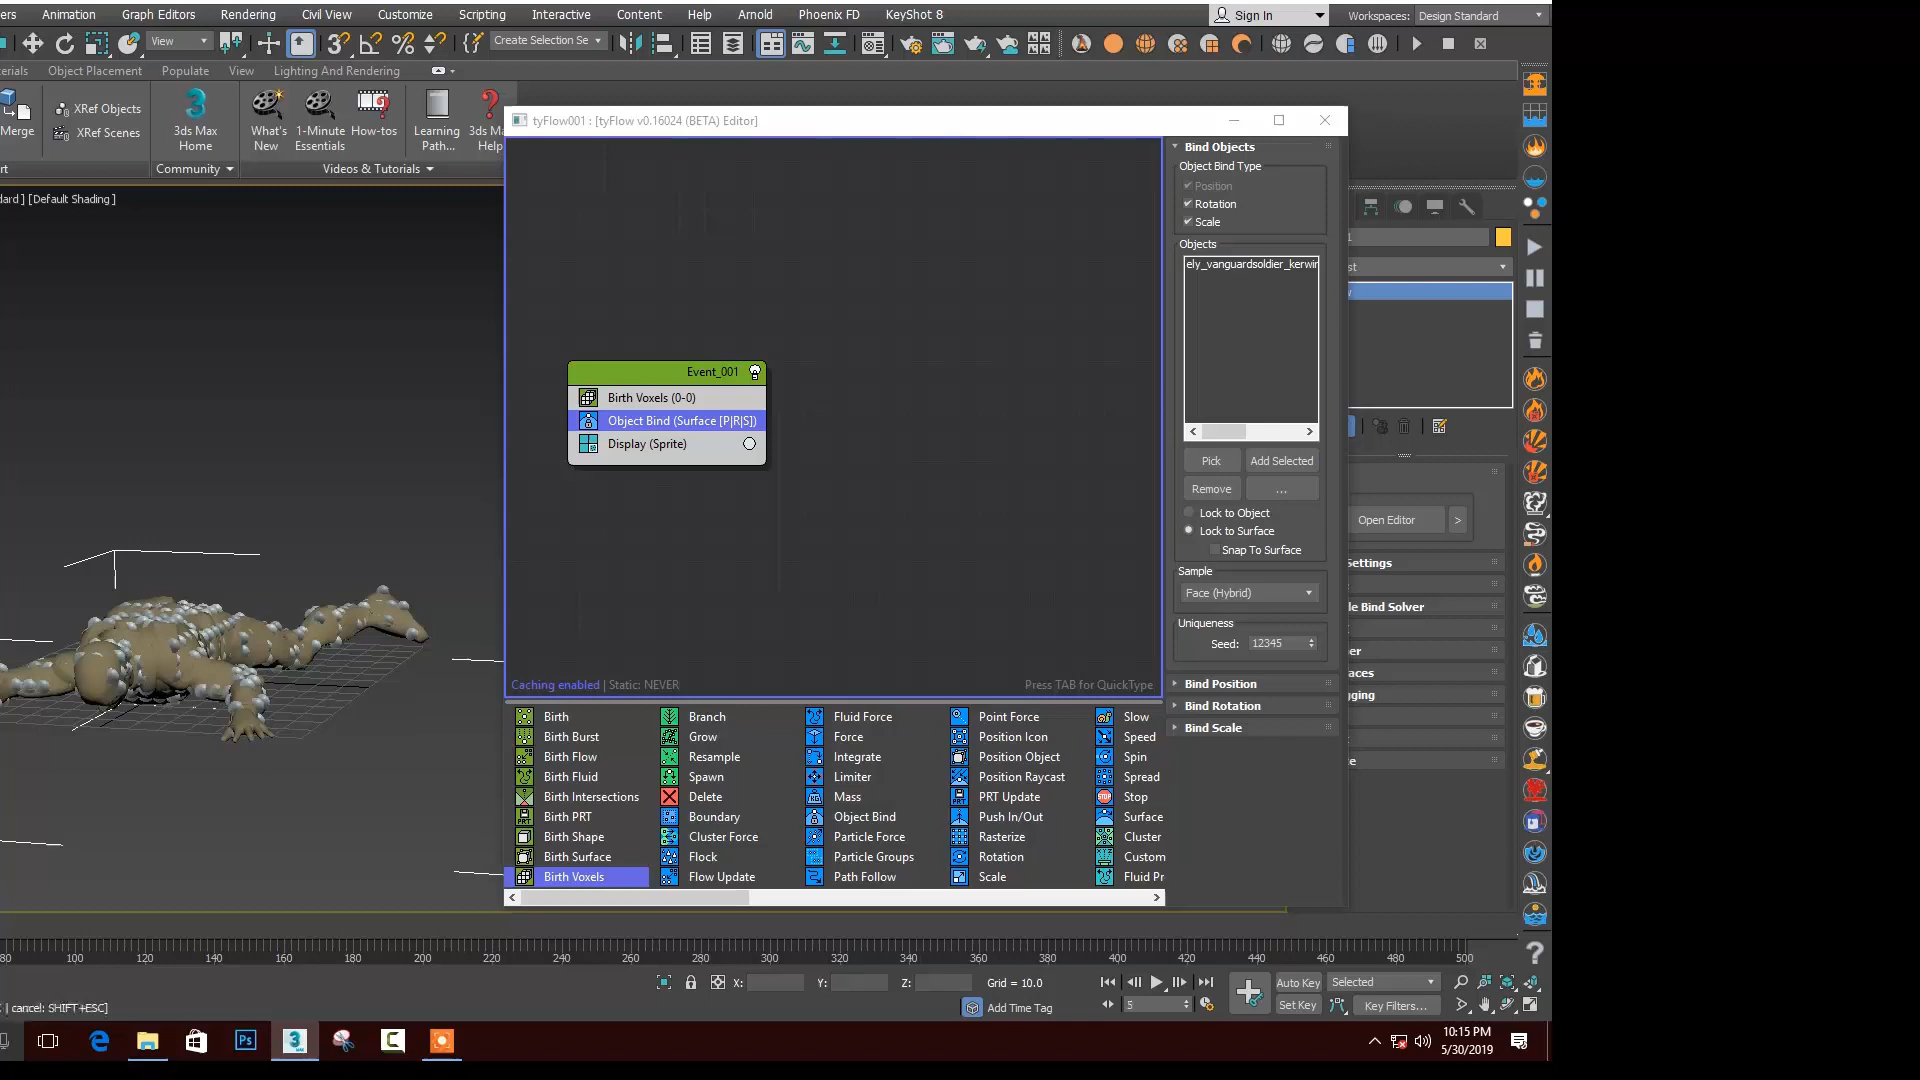 Animation Graph Editors Rendering Civil View Customize Scripting Interactive Content Help Arnold Phoenix FD KeyShot 8
Sign In Workspaces: Design Standard
View Create Selection Se
Object Placement Populate View Lighting And Rendering
Merge XRef Objects XRef Scenes
3ds Max Home
What's New
1-Minute Essentials
How-tos
Learning Path...
3ds M Help
Community Videos & Tutorials
[Default Shading]
tyFlow001 : [tyFlow v0.16024 (BETA) Editor]
Event_001
Birth Voxels (0-0)
Object Bind (Surface [P|R|S])
Display (Sprite)
Caching enabled | Static: NEVER
Press TAB for QuickType
Bind Objects
Object Bind Type
Position
Rotation
Scale
Objects
ely_vanguardsoldier_kerwin
Pick Add Selected
Remove ...
Lock to Object
Lock to Surface
Snap To Surface
Sample
Face (Hybrid)
Uniqueness
Seed: 12345
Bind Position
Bind Rotation
Bind Scale
Open Editor >
Settings
le Bind Solver
Birth Branch Fluid Force Point Force Slow
Birth Burst Grow Force Position Icon Speed
Birth Flow Resample Integrate Position Object Spin
Birth Fluid Spawn Limiter Position Raycast Spread
Birth Intersections Delete Mass PRT Update Stop
Birth PRT Boundary Object Bind Push In/Out Surface
Birth Shape Cluster Force Particle Force Rasterize Cluster
Birth Surface Flock Particle Groups Rotation Custom
Birth Voxels Flow Update Path Follow Scale Fluid Pr
80 100 120 140 160 180 200 220 240 260 280 300 320 340 360 380 400 420 440 460 480 500
X: Y: Z: Grid = 10.0
Auto Key Selected
| cancel: SHIFT+ESC]
Add Time Tag
5
Set Key Key Filters...
10:15 PM
5/30/2019